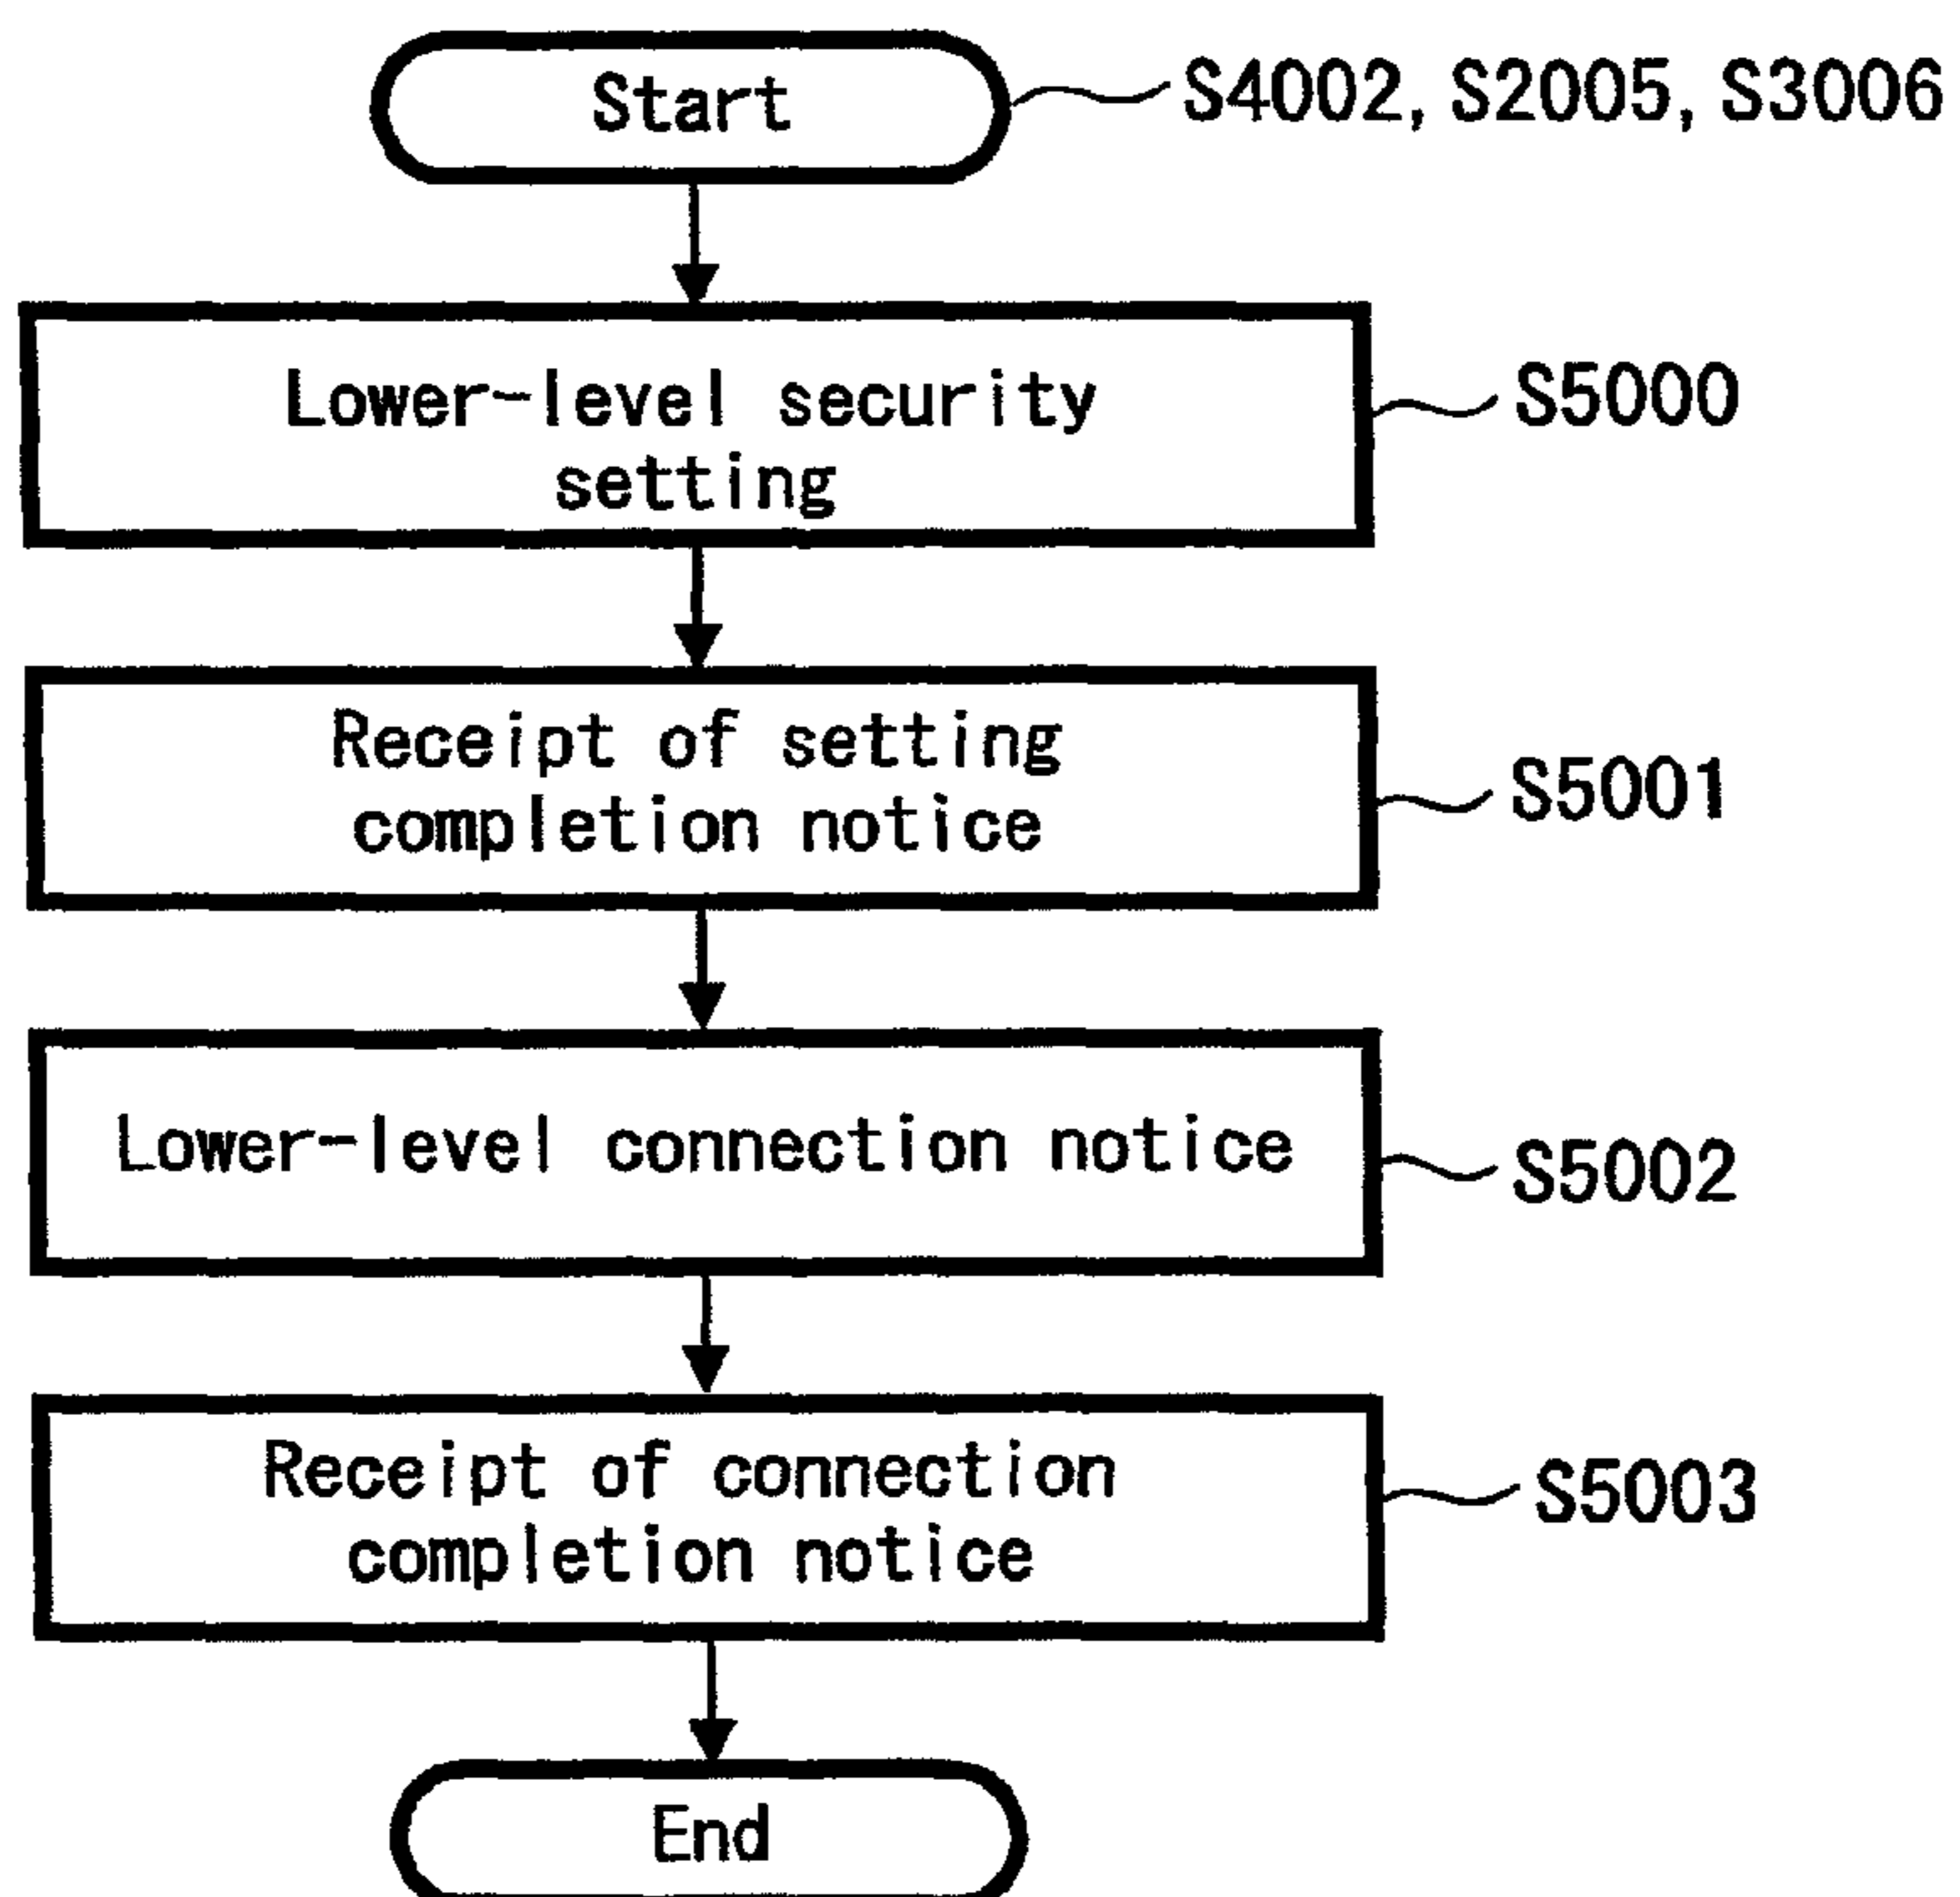 Start
S4002, S2005, S3006
Lower-level security
setting
S5000
Receipt of setting
completion notice
S5001
Lower-level connection notice
S5002
Receipt of connection
completion notice
S5003
End